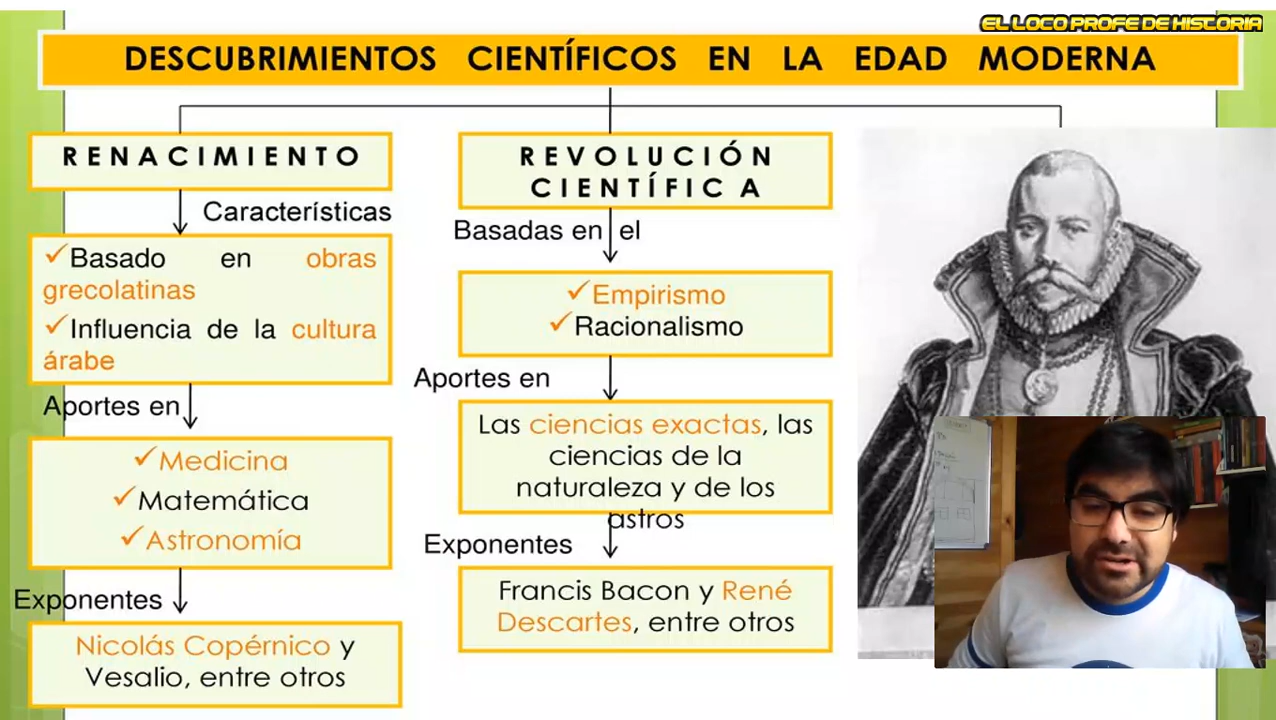 EL LOCO PROFE DE HISTORIA
DESCUBRIMIENTOS CIENTÍFICOS EN LA EDAD MODERNA
RENACIMIENTO
Características
Basado en obras
grecolatinas
Influencia de la cultura
árabe
Aportes en
Medicina
Matemática
Astronomía
Exponentes
Nicolás Copérnico y
Vesalio, entre otros
REVOLUCIÓN
CIENTÍFICA
Basadas en el
Empirismo
Racionalismo
Aportes en
Las ciencias exactas, las
ciencias de la
naturaleza y de los
astros
Exponentes
Francis Bacon y René
Descartes, entre otros